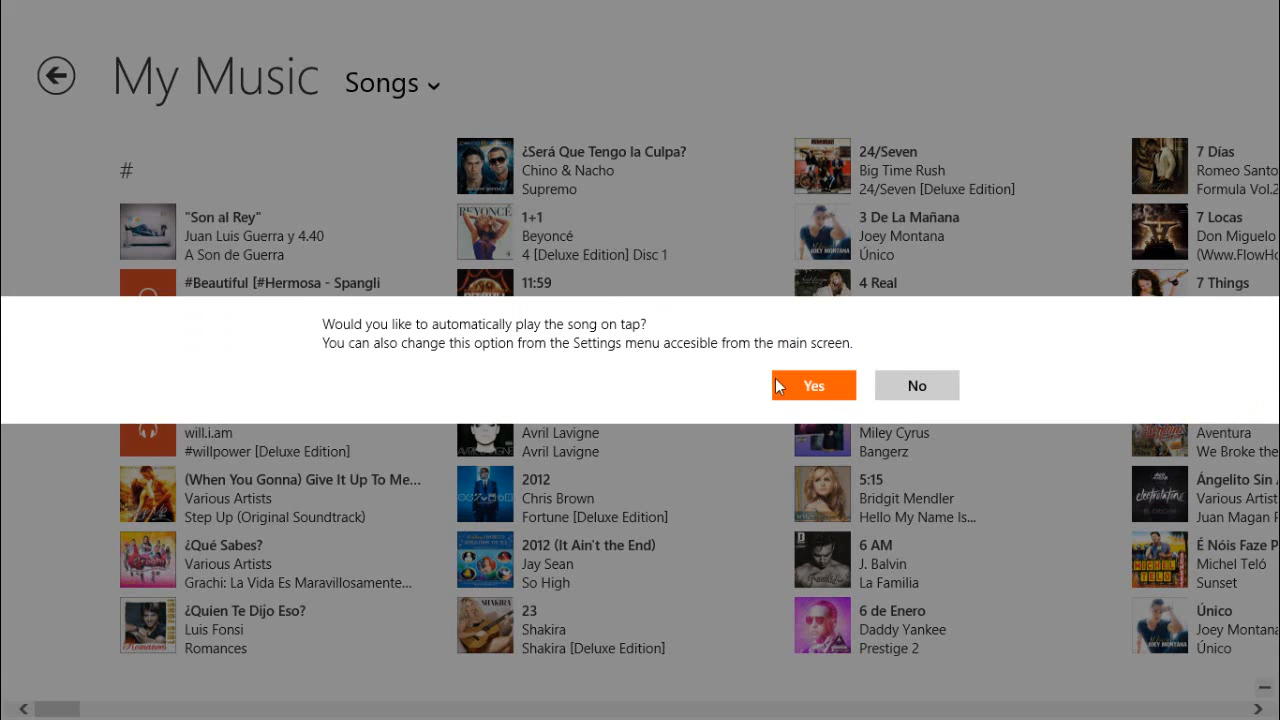 My Music Songs
#
"Son al Rey"
Juan Luis Guerra y 4.40
A Son de Guerra
#Beautiful [#Hermosa - Spangli
will.i.am
#willpower [Deluxe Edition]
(When You Gonna) Give It Up To Me...
Various Artists
Step Up (Original Soundtrack)
¿Qué Sabes?
Various Artists
Grachi: La Vida Es Maravillosamente...
¿Quien Te Dijo Eso?
Luis Fonsi
Romances
¿Será Que Tengo la Culpa?
Chino & Nacho
Supremo
BEYONCÉ
1+1
Beyoncé
4 [Deluxe Edition] Disc 1
11:59
Avril Lavigne
Avril Lavigne
2012
Chris Brown
Fortune [Deluxe Edition]
2012 (It Ain't the End)
Jay Sean
So High
SHAKIRA
23
Shakira
Shakira [Deluxe Edition]
24/Seven
Big Time Rush
24/Seven [Deluxe Edition]
3 De La Mañana
Joey Montana
Único
4 Real
Miley Cyrus
Bangerz
5:15
Bridgit Mendler
Hello My Name Is...
6 AM
J. Balvin
La Familia
6 de Enero
Daddy Yankee
Prestige 2
7 Días
Romeo Santo
Formula Vol.2
7 Locas
Don Miguelo
(Www.FlowHo
7 Things
Aventura
We Broke the
Ángelito Sin
Various Artist
Juan Magan
È Nóis Faze P
Michel Teló
Sunset
Único
Joey Montana
Único
Would you like to automatically play the song on tap?
You can also change this option from the Settings menu accesible from the main screen.
Yes
No